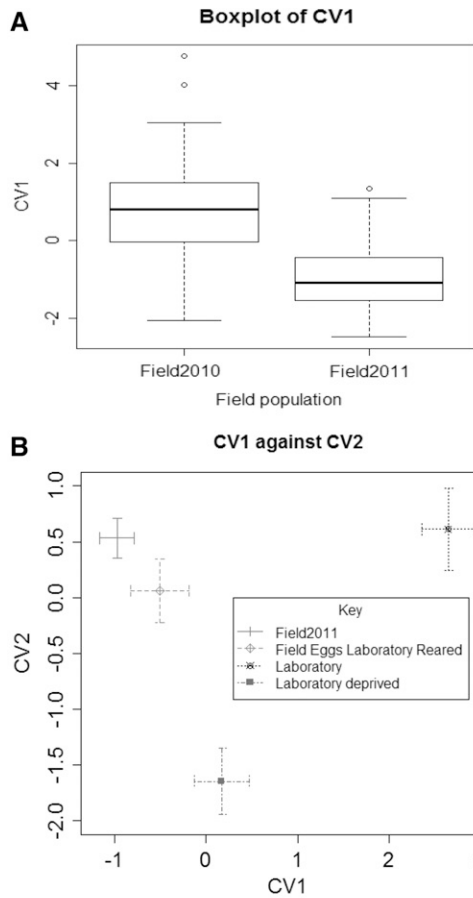 A
Boxplot of CV1
4
2
0
-2
CV1
Field2010
Field2011
Field population
B
CV1 against CV2
1.0
0.5
0.0
-0.5
-1.0
-1.5
-2.0
CV2
Key
Field2011
Field Eggs Laboratory Reared
Laboratory
Laboratory deprived
-1
0
1
2
CV1